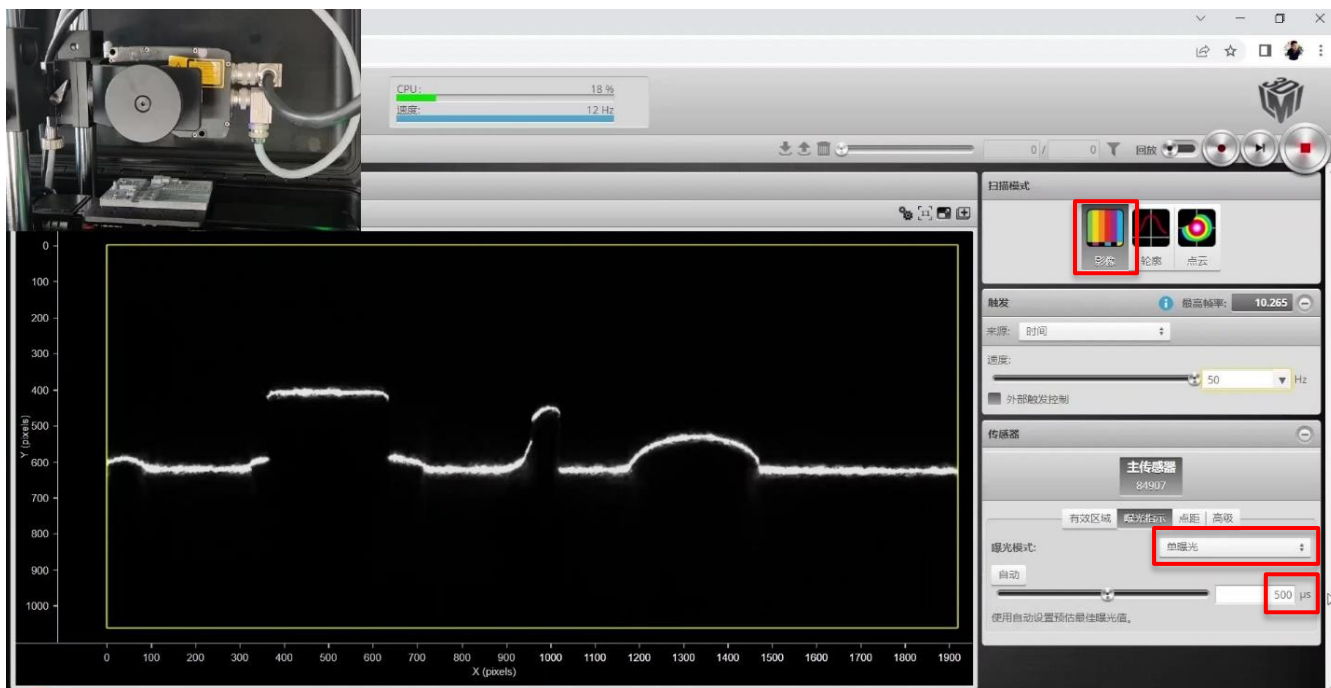 CPU: 18 %
速度: 12 Hz
0 / 0
回放
扫描模式
影像
轮廓
点云
触发
最高帧率: 10.265
来源: 时间
速度:
50 Hz
外部触发控制
传感器
主传感器
84907
有效区域 曝光指示 点距 高级
曝光模式: 单曝光
自动
500 μs
使用自动设置预估最佳曝光值。
0
100
200
300
400
500
600
700
800
900
1000
Y (pixels)
0 100 200 300 400 500 600 700 800 900 1000 1100 1200 1300 1400 1500 1600 1700 1800 1900
X (pixels)